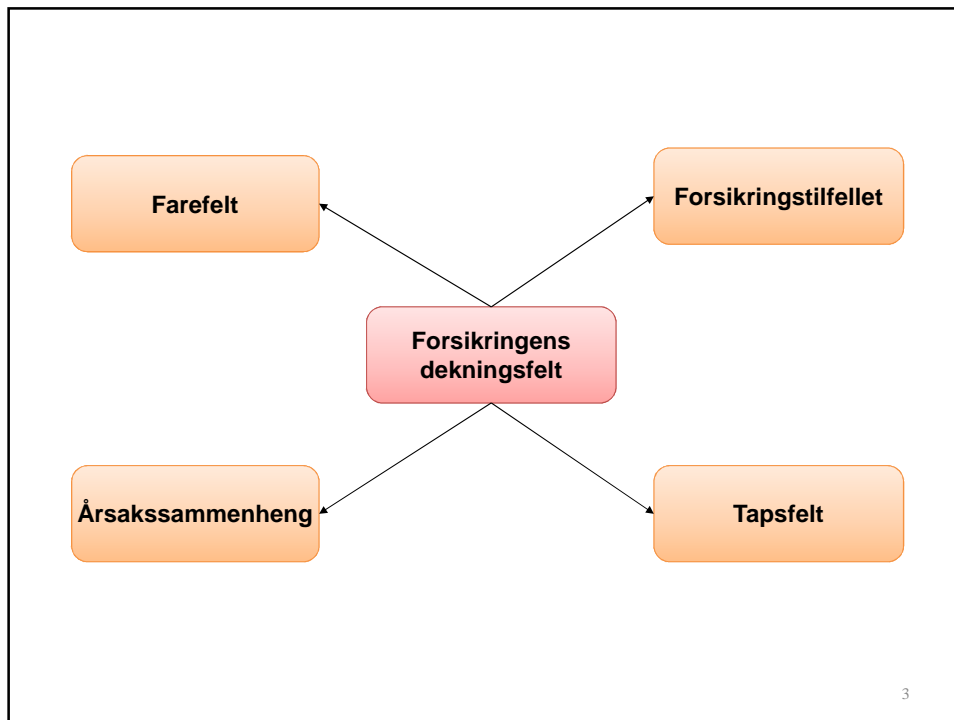 Farefelt
Forsikringstilfellet
Forsikringens
dekningsfelt
Årsakssammenheng
Tapsfelt
3